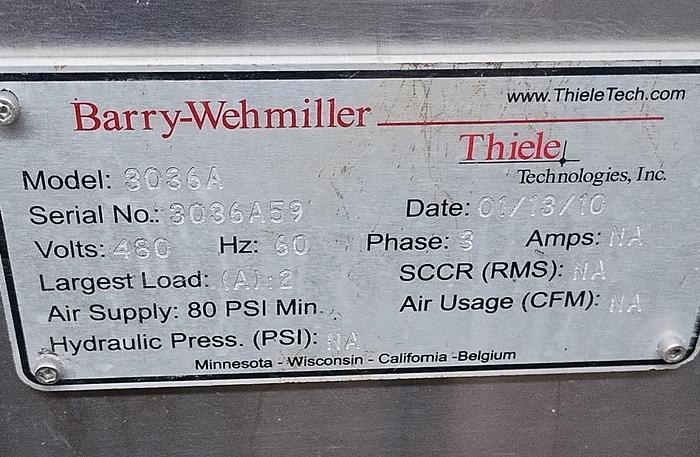 www.ThieleTech.com
Barry-Wehmiller
Thiele
Technologies, Inc.
Model: 3036A
Serial No.: 3036A59 Date: 01/13/10
Volts: 480 Hz: 60 Phase: 3 Amps: NA
Largest Load: (A):2 SCCR (RMS): NA
Air Supply: 80 PSI Min. Air Usage (CFM): NA
Hydraulic Press. (PSI): NA
Minnesota - Wisconsin - California -Belgium